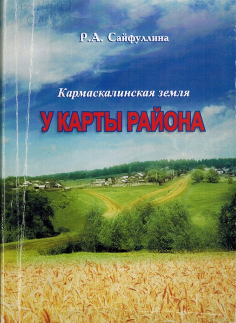 Р.А. Сайфуллина
Кармаскалинская земля
У КАРТЫ РАЙОНА